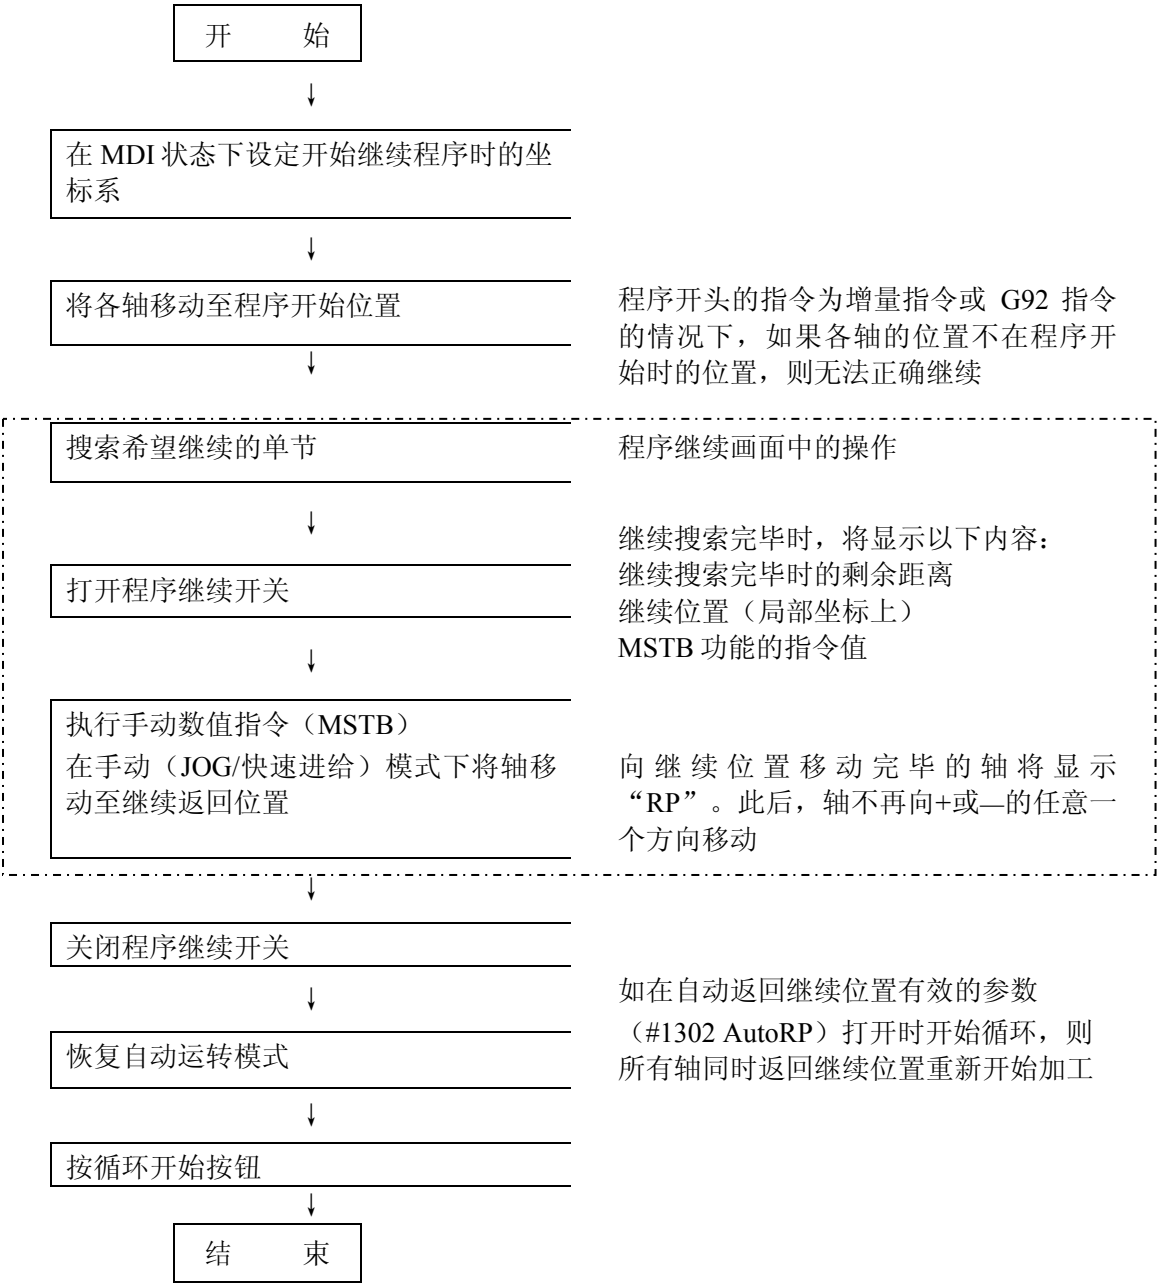 开 始
↓
在 MDI 状态下设定开始继续程序时的坐
标系
↓
将各轴移动至程序开始位置
程序开头的指令为增量指令或 G92 指令
的情况下，如果各轴的位置不在程序开
始时的位置，则无法正确继续
↓
搜索希望继续的单节
程序继续画面中的操作
↓
打开程序继续开关
继续搜索完毕时，将显示以下内容：
继续搜索完毕时的剩余距离
继续位置（局部坐标上）
MSTB 功能的指令值
↓
执行手动数值指令（MSTB）
在手动（JOG/快速进给）模式下将轴移
动至继续返回位置
向继续位置移动完毕的轴将显示
“RP”。此后，轴不再向+或—的任意一
个方向移动
↓
关闭程序继续开关
↓
恢复自动运转模式
如在自动返回继续位置有效的参数
（#1302 AutoRP）打开时开始循环，则
所有轴同时返回继续位置重新开始加工
↓
按循环开始按钮
↓
结 束